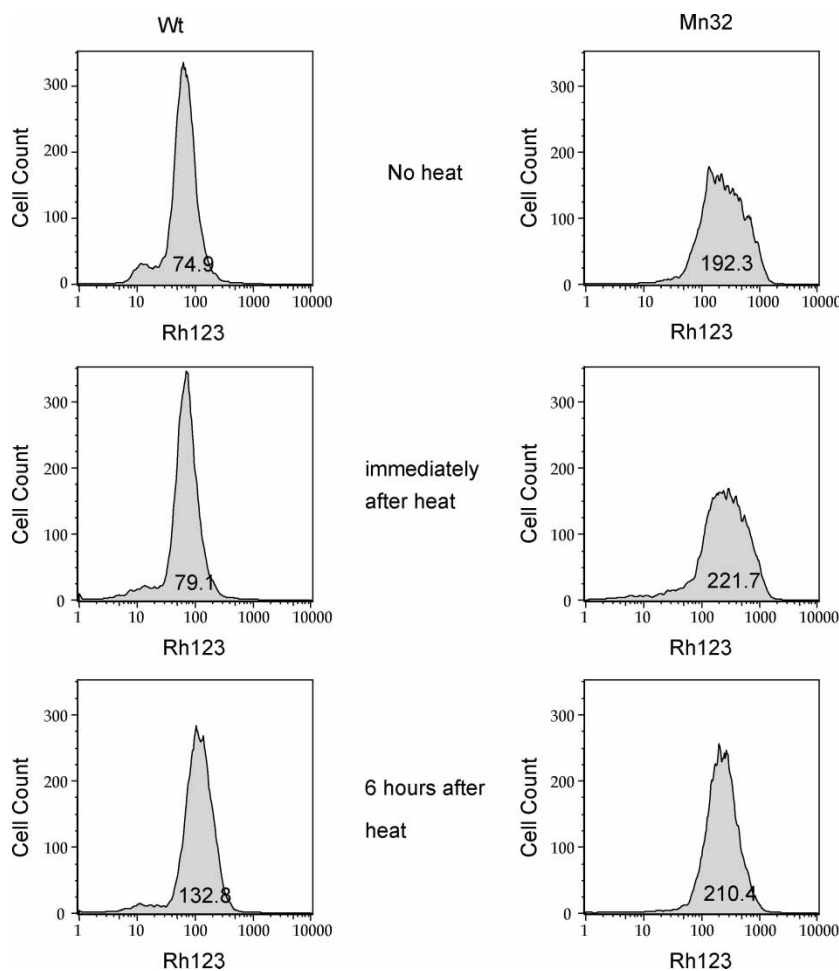 Wt
Mn32
300
200
100
0
Cell Count
74.9
1 10 100 1000 10000
Rh123
No heat
300
200
100
0
Cell Count
192.3
1 10 100 1000 10000
Rh123
300
200
100
0
Cell Count
79.1
1 10 100 1000 10000
Rh123
immediately
after heat
300
200
100
0
Cell Count
221.7
1 10 100 1000 10000
Rh123
300
200
100
0
Cell Count
132.8
1 10 100 1000 10000
Rh123
6 hours after
heat
300
200
100
0
Cell Count
210.4
1 10 100 1000 10000
Rh123